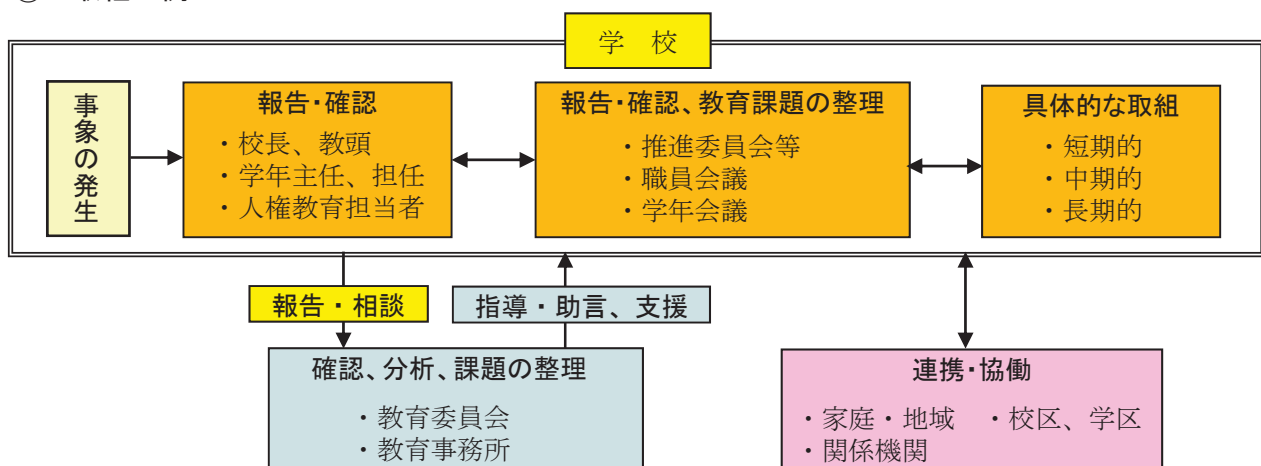 学 校
事象の発生
報告・確認
・校長、教頭
・学年主任、担任
・人権教育担当者
報告・確認、教育課題の整理
・推進委員会等
・職員会議
・学年会議
具体的な取組
・短期的
・中期的
・長期的
報告・相談
指導・助言、支援
確認、分析、課題の整理
・教育委員会
・教育事務所
連携・協働
・家庭・地域 ・校区、学区
・関係機関